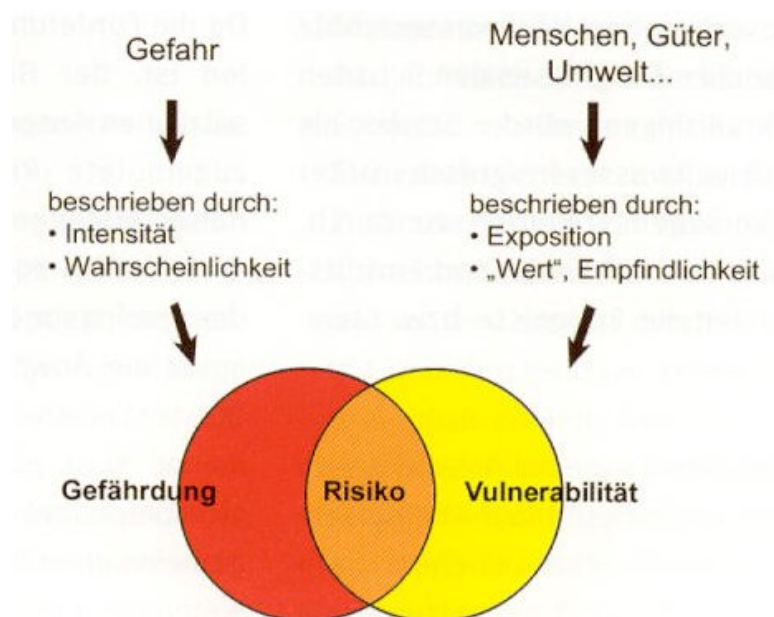 Gefahr
beschrieben durch:
• Intensität
• Wahrscheinlichkeit
Menschen, Güter,
Umwelt...
beschrieben durch:
• Exposition
• „Wert“, Empfindlichkeit
Gefährdung
Risiko
Vulnerabilität